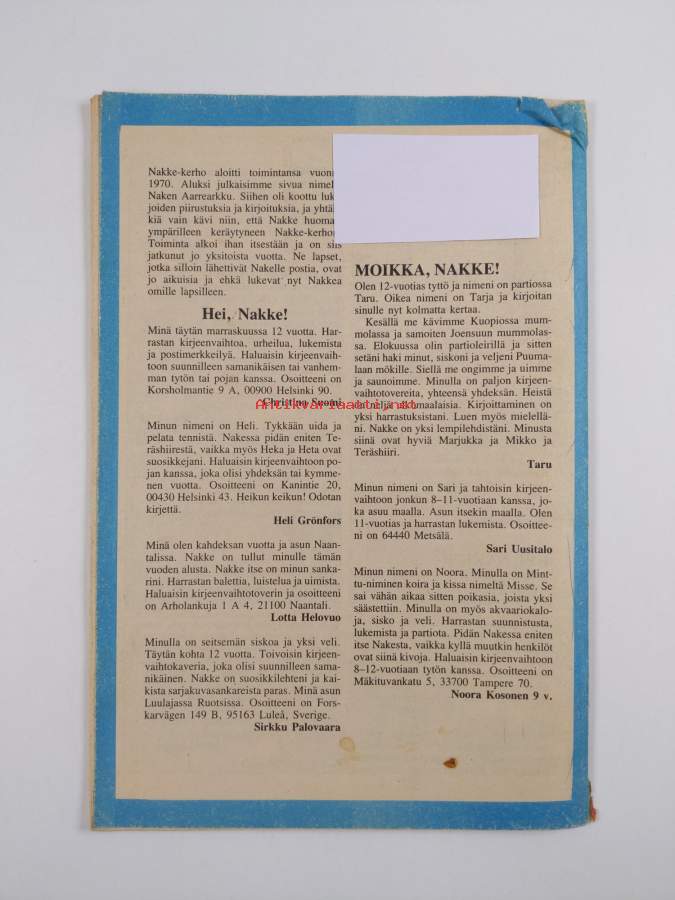 Nakke-kerho aloitti toimintansa
1970. Aluksi julkaisimme sivua
Naken Aarrearkku. Siihen oli koottu
joiden piirustuksia ja kirjoituksia, ja
kiä vain kävi niin, että Nakke
ympärilleen keräytyneen
Toiminta alkoi ihan itsestään ja on siis
jatkunut jo yksitoista vuotta. Ne lapset,
jotka silloin lähettivät Nakelle postia, ovat
jo aikuisia ja ehkä lukevat nyt Nakkea
omille lapsilleen.
Hei, Nakke!
Minä täytän marraskuussa 12 vuotta. Har-
rastan kirjeenvaihtoa, urheilua, lukemista
ja postimerkkeilyä. Haluaisin kirjeenvaih-
toon suunnilleen samanikäisen tai vanhem-
man tytön tai pojan kanssa. Osoitteeni on
Korsholmantie 9 A, 00900 Helsinki 90.
Christina Suomi
Minun nimeni on Heli. Tykkään uida ja
pelata tennistä. Nakessa pidän eniten Te-
räshiirestä, vaikka myös Heka ja Heta ovat
suosikkejani. Haluaisin kirjeenvaihtoon po-
jan kanssa, joka olisi yhdeksän tai kymme-
nen vuotta. Osoitteeni on Kanintie 20,
00430 Helsinki 43. Heikun keikun! Odotan
kirjettä.
Heli Grönfors
Minä olen kahdeksan vuotta ja asun Naan-
talissa. Nakke on tullut minulle tämän
vuoden alusta. Nakke itse on minun sanka-
rini. Harrastan balettia, luistelua ja uimista.
Haluaisin kirjeenvaihtotoverin ja osoitteeni
on Arholankuja 1 A 4, 21100 Naantali.
Lotta Helovuo
Minulla on seitsemän siskoa ja yksi veli.
Täytän kohta 12 vuotta. Toivoisin kirjeen-
vaihtokaveria, joka olisi suunnilleen sama-
nikäinen. Nakke on suosikkilehteni ja kai-
kista sarjakuvasankareista paras. Minä asun
Luulajassa Ruotsissa. Osoitteeni on Fors-
karvägen 149 B, 95163 Luleå, Sverige.
Sirkku Palovaara
MOIKKA, NAKKE!
Olen 12-vuotias tyttö ja nimeni on partiossa
Taru. Oikea nimeni on Tarja ja kirjoitan
sinulle nyt kolmatta kertaa.
Kesällä me kävimme Kuopiossa mum-
molassa ja samoiten Joensuun mummolas-
sa. Elokuussa olin partioleirillä ja sitten
setäni haki minut, siskoni ja veljeni Puuma-
laan mökille. Siellä me ongimme ja uimme
ja saunoimme. Minulla on paljon kirjeen-
vaihtotovereita, yhteensä yhdeksän. Heistä
on neljä ulkomaalaisia. Kirjoittaminen on
yksi harrastuksistani. Luen myös mielellä-
ni. Nakke on yksi lempilehdistäni. Minusta
siinä ovat hyviä Marjukka ja Mikko ja
Teräshiiri.
Taru
Minun nimeni on Sari ja tahtoisin kirjeen-
vaihtoon jonkun 8–11-vuotiaan kanssa, jo-
ka asuu maalla. Asun itsekin maalla. Olen
11-vuotias ja harrastan lukemista. Osoittee-
ni on 64440 Metsälä.
Sari Uusitalo
Minun nimeni on Noora. Minulla on Mint-
tu-niminen koira ja kissa nimeltä Misse. Se
sai vähän aikaa sitten poikasia, joista yksi
säästettiin. Minulla on myös akvaariokalo-
ja, sisko ja veli. Harrastan suunnistusta,
lukemista ja partiota. Pidän Nakessa eniten
itse Nakesta, vaikka kyllä muutkin henkilöt
ovat siinä kivoja. Haluaisin kirjeenvaihtoon
8–12-vuotiaan tytön kanssa. Osoitteeni on
Mäkituvankatu 5, 33700 Tampere 70.
Noora Kosonen 9 v.